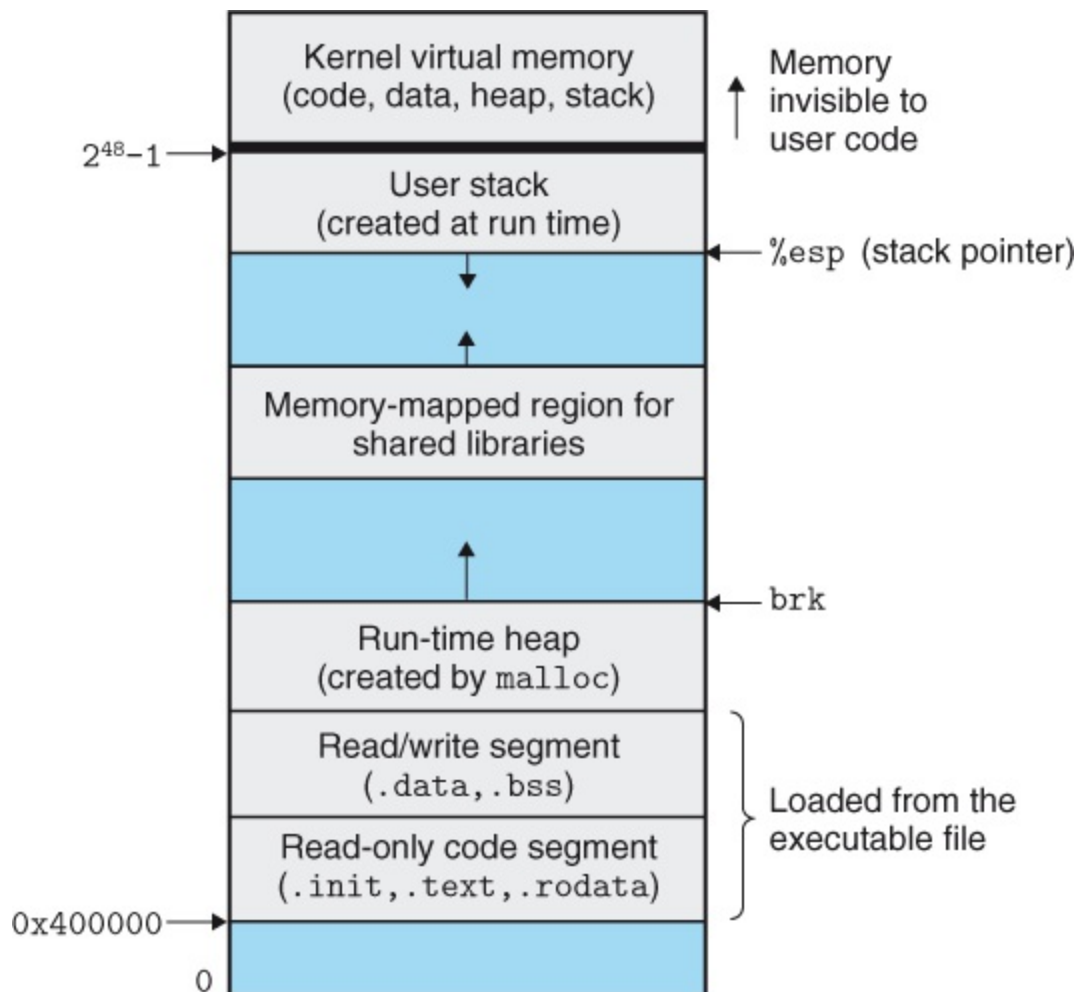 Kernel virtual memory
(code, data, heap, stack)
Memory
invisible to
user code
2⁴⁸–1
User stack
(created at run time)
%esp (stack pointer)
Memory-mapped region for
shared libraries
brk
Run-time heap
(created by malloc)
Read/write segment
(.data,.bss)
Loaded from the
executable file
Read-only code segment
(.init,.text,.rodata)
0x400000
0